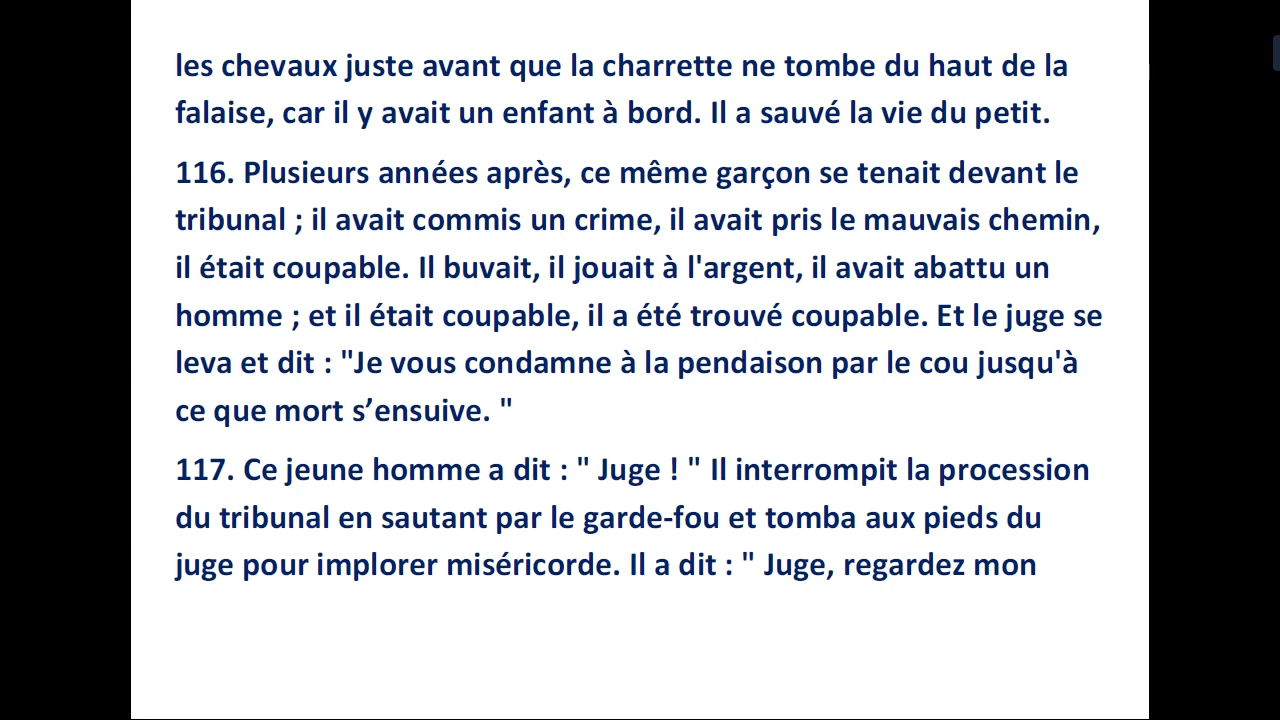 les chevaux juste avant que la charrette ne tombe du haut de la
falaise, car il y avait un enfant à bord. Il a sauvé la vie du petit.
116. Plusieurs années après, ce même garçon se tenait devant le
tribunal ; il avait commis un crime, il avait pris le mauvais chemin,
il était coupable. Il buvait, il jouait à l'argent, il avait abattu un
homme ; et il était coupable, il a été trouvé coupable. Et le juge se
leva et dit : "Je vous condamne à la pendaison par le cou jusqu'à
ce que mort s’ensuive. "
117. Ce jeune homme a dit : " Juge ! " Il interrompit la procession
du tribunal en sautant par le garde-fou et tomba aux pieds du
juge pour implorer miséricorde. Il a dit : " Juge, regardez mon